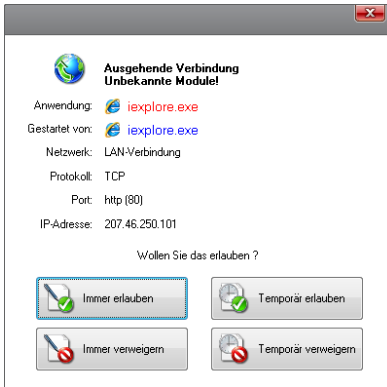 Ausgehende Verbindung
Unbekannte Module!
Anwendung: iexplore.exe
Gestartet von: iexplore.exe
Netzwerk: LAN-Verbindung
Protokoll: TCP
Port: http (80)
IP-Adresse: 207.46.250.101
Wollen Sie das erlauben ?
Immer erlauben Temporär erlauben
Immer verweigern Temporär verweigern